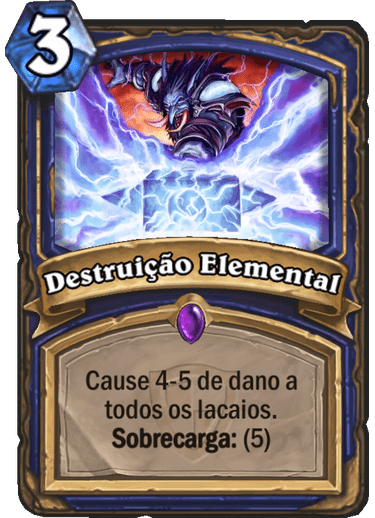 3
Destruição Elemental
Cause 4-5 de dano a
todos os lacaios.
Sobrecarga: (5)